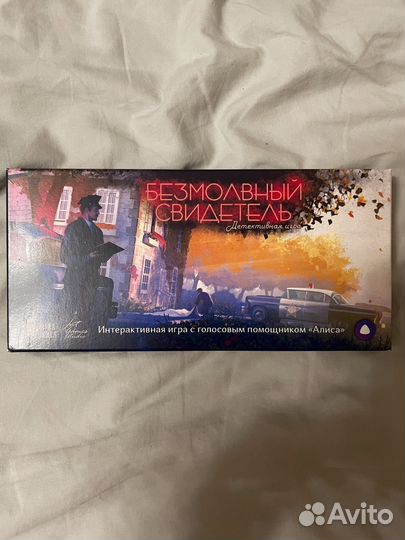 БЕЗМОЛВНЫЙ
СВИДЕТЕЛЬ
Детективная игра
Интерактивная игра с голосовым помощником «Алиса»
Avito